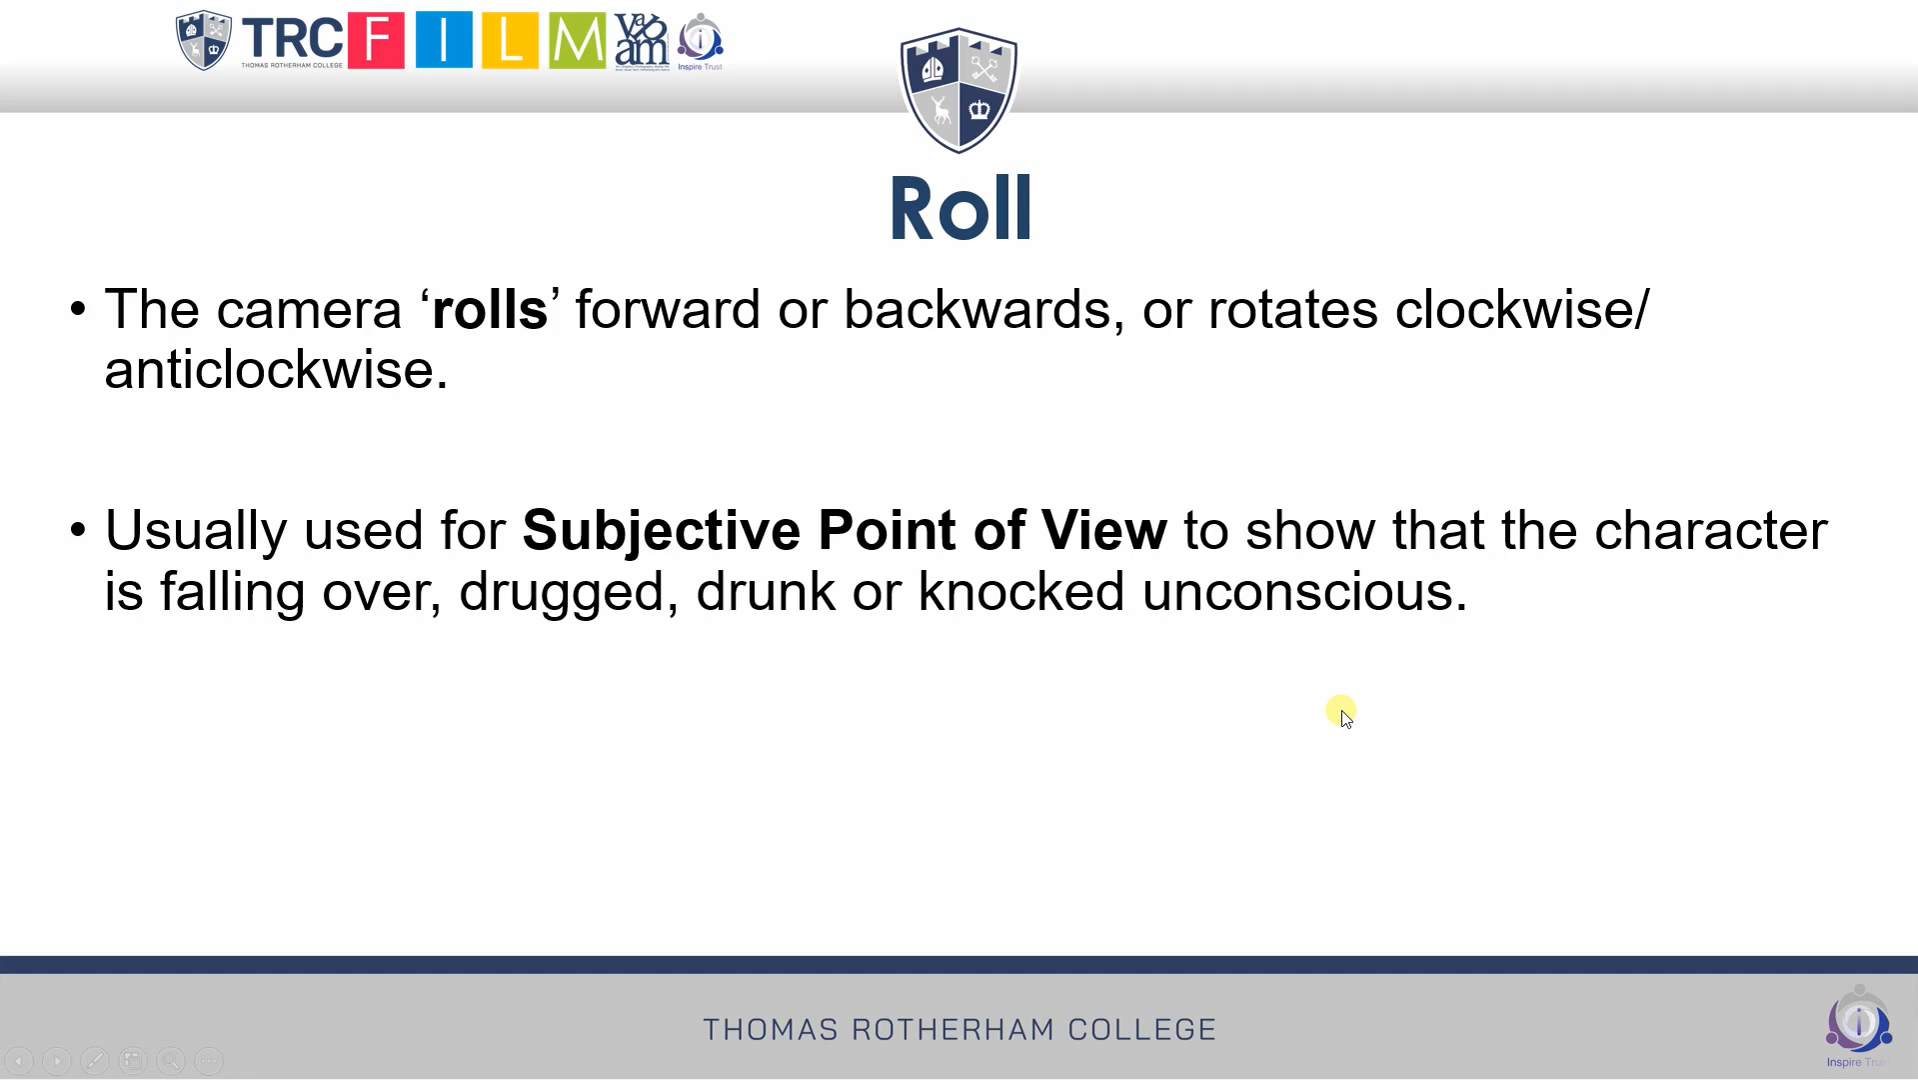 TRC FILM
THOMAS ROTHERHAM COLLEGE
Inspire Trust
Roll
• The camera ‘rolls’ forward or backwards, or rotates clockwise/
anticlockwise.
• Usually used for Subjective Point of View to show that the character
is falling over, drugged, drunk or knocked unconscious.
THOMAS ROTHERHAM COLLEGE
Inspire Trust